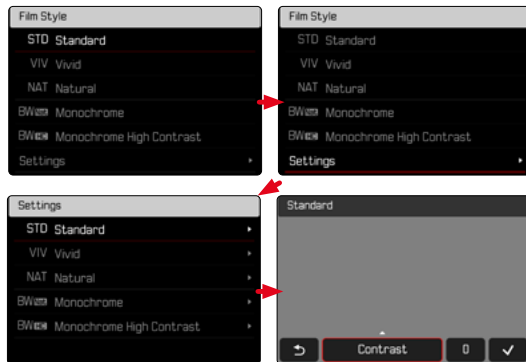 Film Style
STD Standard
VIV Vivid
NAT Natural
BW Monochrome
BW Monochrome High Contrast
Settings
Film Style
STD Standard
VIV Vivid
NAT Natural
BW Monochrome
BW Monochrome High Contrast
Settings
Settings
STD Standard
VIV Vivid
NAT Natural
BW Monochrome
BW Monochrome High Contrast
Standard
Contrast 0